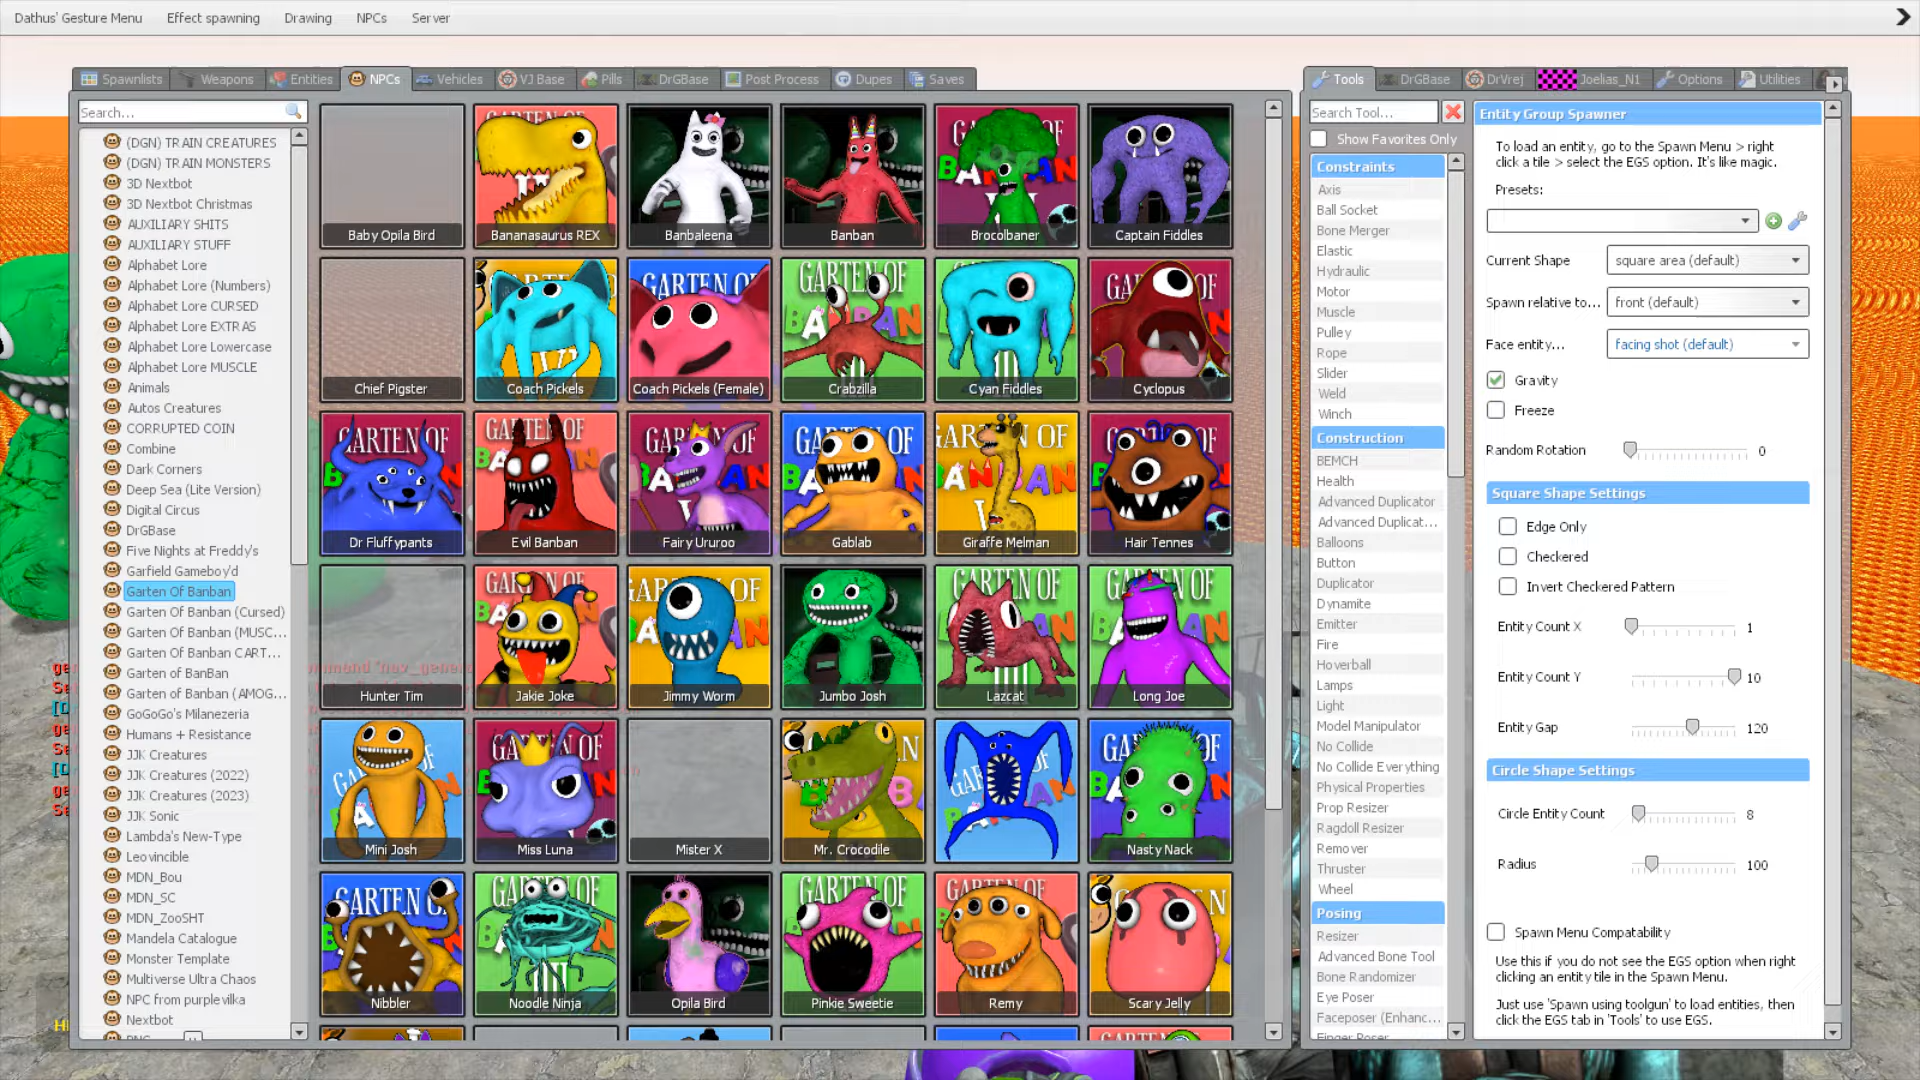 Dathus' Gesture Menu Effect spawning Drawing NPCs Server
Spawnlists Weapons Entities NPCs Vehicles VJ Base Pills DrGBase Post Process Dupes Saves
Search...
(DGN) TRAIN CREATURES
(DGN) TRAIN MONSTERS
3D Nextbot
3D Nextbot Christmas
AUXILIARY SHITS
AUXILIARY STUFF
Alphabet Lore
Alphabet Lore (Numbers)
Alphabet Lore CURSED
Alphabet Lore EXTRAS
Alphabet Lore Lowercase
Alphabet Lore MUSCLE
Animals
Autos Creatures
CORRUPTED COIN
Combine
Dark Corners
Deep Sea (Lite Version)
Digital Circus
DrGBase
Five Nights at Freddy's
Garfield Gameboy'd
Garten Of Banban
Garten Of Banban (Cursed)
Garten Of Banban (MUSC...
Garten Of Banban CART...
Garten of BanBan
Garten of Banban (AMOG...
GoGoGo's Milanezeria
Humans + Resistance
JJK Creatures
JJK Creatures (2022)
JJK Creatures (2023)
JJK Sonic
Lambda's New-Type
Leovincible
MDN_Bou
MDN_SC
MDN_ZooSHT
Mandela Catalogue
Monster Template
Multiverse Ultra Chaos
NPC from purplevilka
Nextbot
Baby Opila Bird Bananasaurus REX Banbaleena Banban Brocolbaner Captain Fiddles
Chief Pigster Coach Pickels Coach Pickels (Female) Crabzilla Cyan Fiddles Cyclopus
Dr Fluffypants Evil Banban Fairy Ururoo Gablab Giraffe Melman Hair Tennes
Hunter Tim Jakie Joke Jimmy Worm Jumbo Josh Lazcat Long Joe
Mini Josh Miss Luna Mister X Mr. Crocodile Nasty Nack
Nibbler Noodle Ninja Opila Bird Pinkie Sweetie Remy Scary Jelly
Tools DrGBase DrVrej Joelias_N1 Options Utilities
Search Tool...
Show Favorites Only
Constraints
Axis
Ball Socket
Bone Merger
Elastic
Hydraulic
Motor
Muscle
Pulley
Rope
Slider
Weld
Winch
Construction
BEMCH
Health
Advanced Duplicator
Advanced Duplicat...
Balloons
Button
Duplicator
Dynamite
Emitter
Fire
Hoverball
Lamps
Light
Model Manipulator
No Collide
No Collide Everything
Physical Properties
Prop Resizer
Ragdoll Resizer
Remover
Thruster
Wheel
Posing
Resizer
Advanced Bone Tool
Bone Randomizer
Eye Poser
Faceposer (Enhanc...
Finger Poser
Entity Group Spawner
To load an entity, go to the Spawn Menu > right
click a tile > select the EGS option. It's like magic.
Presets:
Current Shape square area (default)
Spawn relative to... front (default)
Face entity... facing shot (default)
Gravity
Freeze
Random Rotation 0
Square Shape Settings
Edge Only
Checkered
Invert Checkered Pattern
Entity Count X 1
Entity Count Y 10
Entity Gap 120
Circle Shape Settings
Circle Entity Count 8
Radius 100
Spawn Menu Compatability
Use this if you do not see the EGS option when right
clicking an entity tile in the Spawn Menu.
Just use 'Spawn using toolgun' to load entities, then
click the EGS tab in 'Tools' to use EGS.